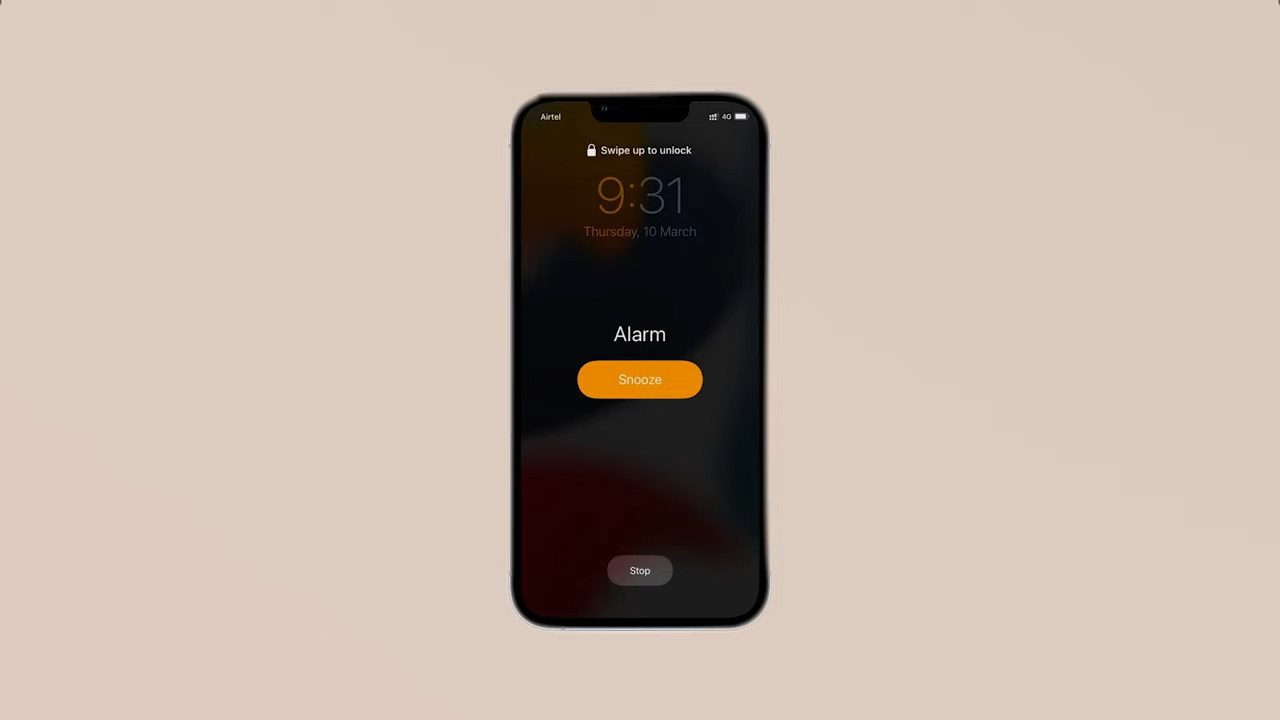 Airtel 4G
Swipe up to unlock
9:31
Thursday, 10 March
Alarm
Snooze
Stop